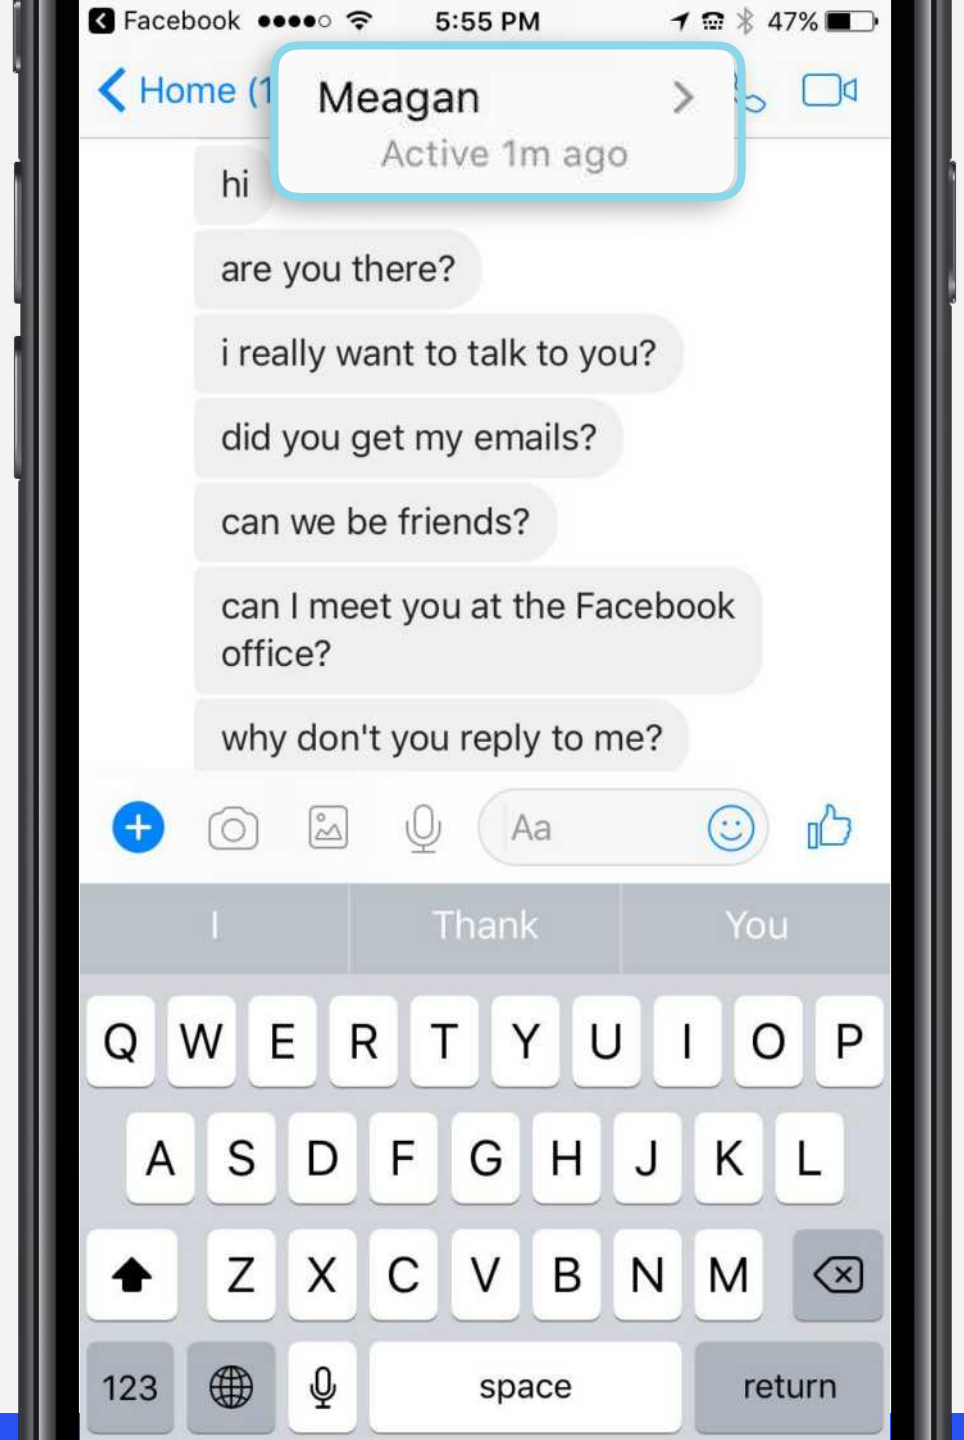 Facebook 5:55 PM 47%
Home (1
Meagan
Active 1m ago
hi
are you there?
i really want to talk to you?
did you get my emails?
can we be friends?
can I meet you at the Facebook
office?
why don't you reply to me?
Aa
I Thank You
Q W E R T Y U I O P
A S D F G H J K L
Z X C V B N M
123 space return